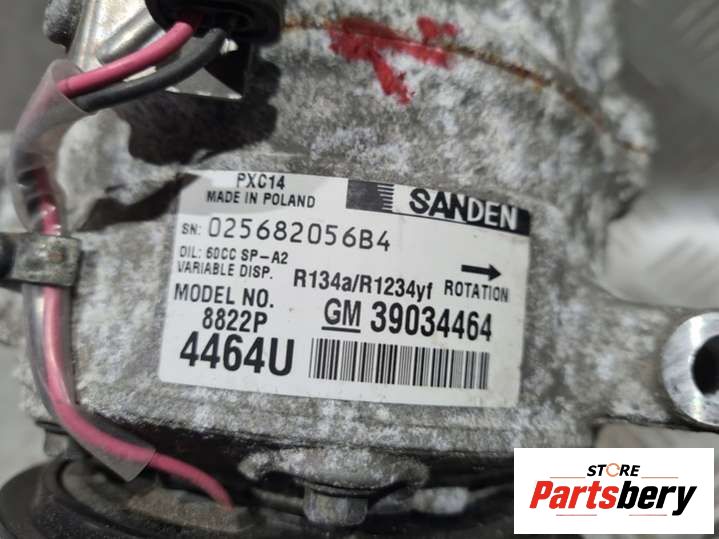 PXC14
MADE IN POLAND
SANDEN
SN: 025682056B4
OIL: 60CC SP-A2
VARIABLE DISP.
R134a/R1234yf ROTATION
MODEL NO.
8822P
GM 39034464
4464U
STORE
Partsbery